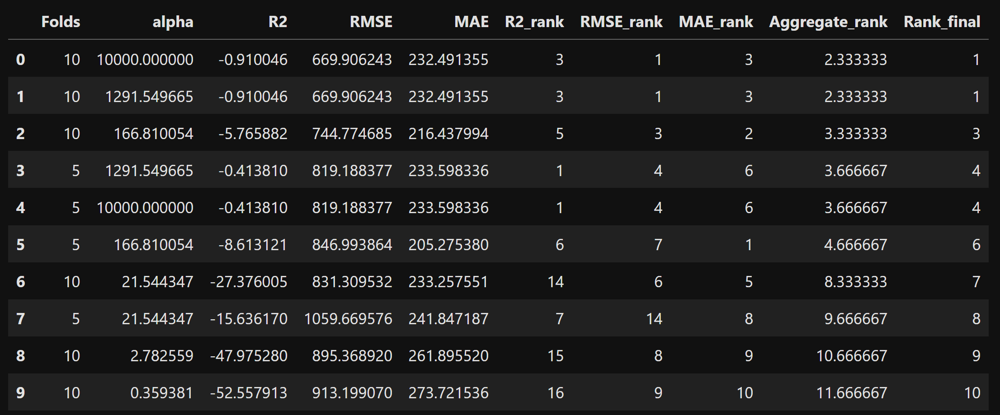 Folds alpha R2 RMSE MAE R2_rank RMSE_rank MAE_rank Aggregate_rank Rank_final
0 10 10000.000000 -0.910046 669.906243 232.491355 3 1 3 2.333333 1
1 10 1291.549665 -0.910046 669.906243 232.491355 3 1 3 2.333333 1
2 10 166.810054 -5.765882 744.774685 216.437994 5 3 2 3.333333 3
3 5 1291.549665 -0.413810 819.188377 233.598336 1 4 6 3.666667 4
4 5 10000.000000 -0.413810 819.188377 233.598336 1 4 6 3.666667 4
5 5 166.810054 -8.613121 846.993864 205.275380 6 7 1 4.666667 6
6 10 21.544347 -27.376005 831.309532 233.257551 14 6 5 8.333333 7
7 5 21.544347 -15.636170 1059.669576 241.847187 7 14 8 9.666667 8
8 10 2.782559 -47.975280 895.368920 261.895520 15 8 9 10.666667 9
9 10 0.359381 -52.557913 913.199070 273.721536 16 9 10 11.666667 10